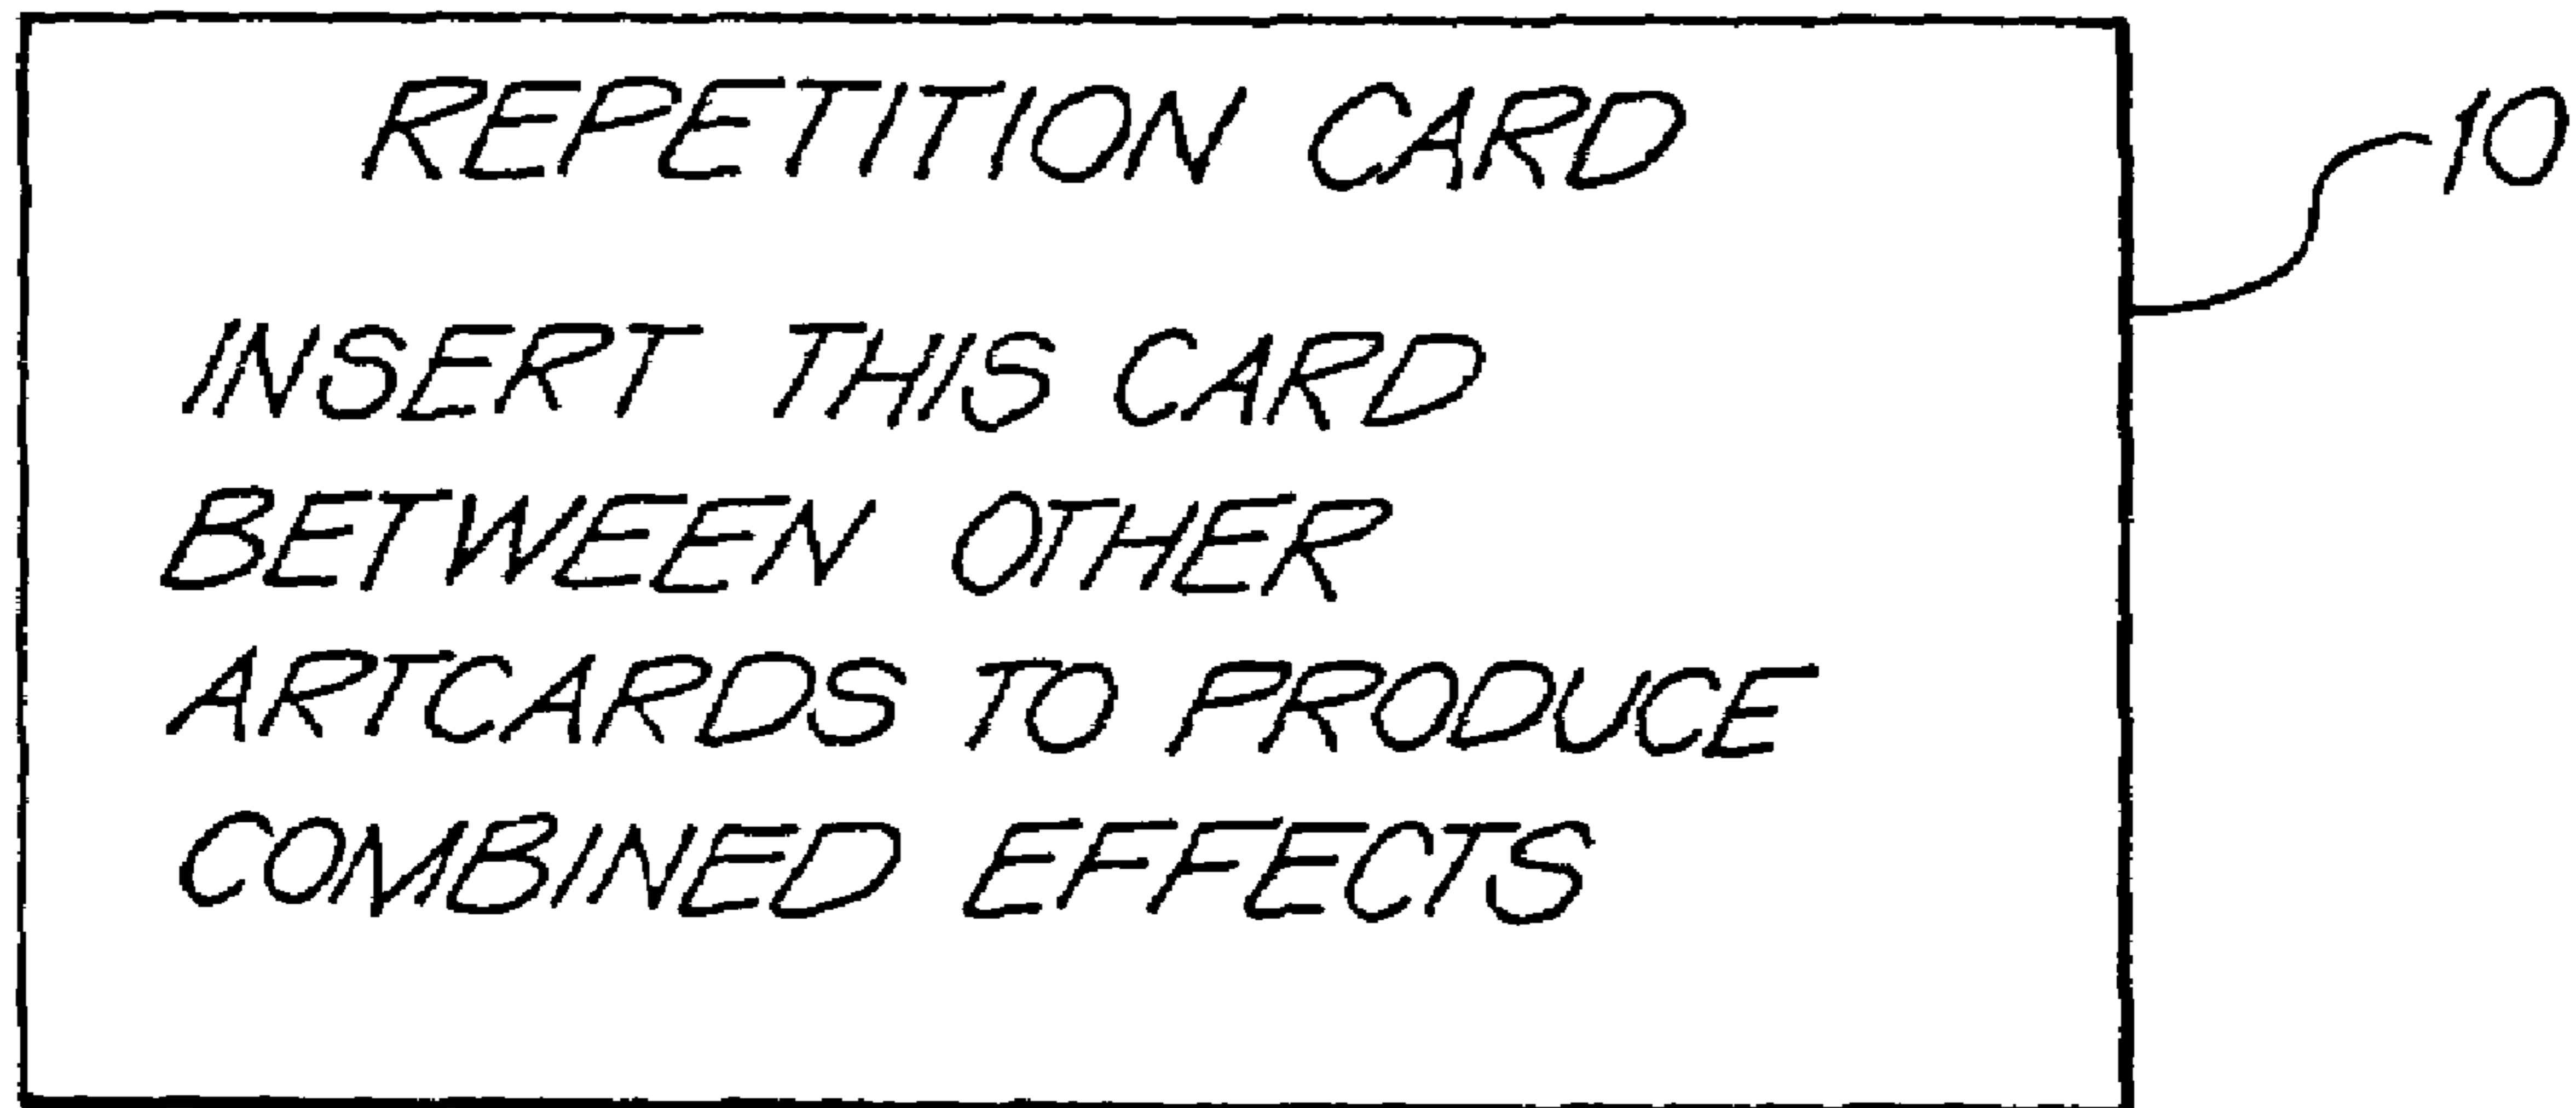 REPETITION CARD
10
INSERT THIS CARD
BETWEEN OTHER
ARTCARDS TO PRODUCE
COMBINED EFFECTS